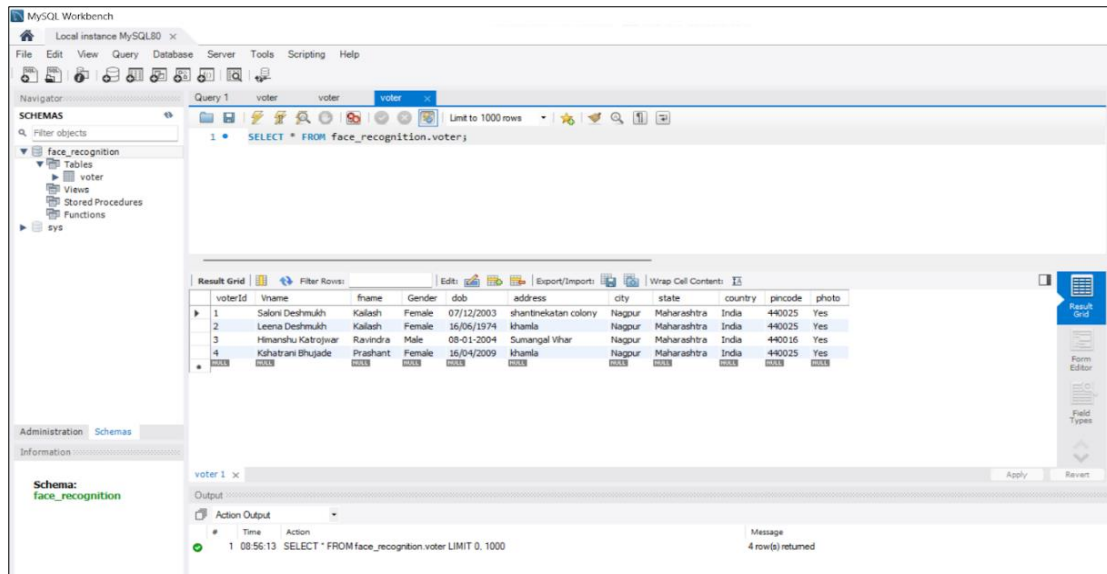 MySQL Workbench
Local instance MySQL80 ×
File Edit View Query Database Server Tools Scripting Help
Navigator
SCHEMAS
Filter objects
face_recognition
Tables
voter
Views
Stored Procedures
Functions
sys
Administration Schemas
Information
Schema:
face_recognition
Query 1 voter voter voter ×
Limit to 1000 rows
1 SELECT * FROM face_recognition.voter;
Result Grid Filter Rows: Edit: Export/Import: Wrap Cell Content:
voterId Vname fname Gender dob address city state country pincode photo
1 Saloni Deshmukh Kailash Female 07/12/2003 shantinekatan colony Nagpur Maharashtra India 440025 Yes
2 Leena Deshmukh Kailash Female 16/06/1974 khamla Nagpur Maharashtra India 440025 Yes
3 Himanshu Katrojwar Ravindra Male 08-01-2004 Sumangal Vihar Nagpur Maharashtra India 440016 Yes
4 Kshatrani Bhujade Prashant Female 16/04/2009 khamla Nagpur Maharashtra India 440025 Yes
NULL NULL NULL NULL NULL NULL NULL NULL NULL NULL NULL
Result
Grid
Form
Editor
Field
Types
voter 1 ×
Apply Revert
Output
Action Output
# Time Action Message
1 08:56:13 SELECT * FROM face_recognition.voter LIMIT 0, 1000 4 row(s) returned